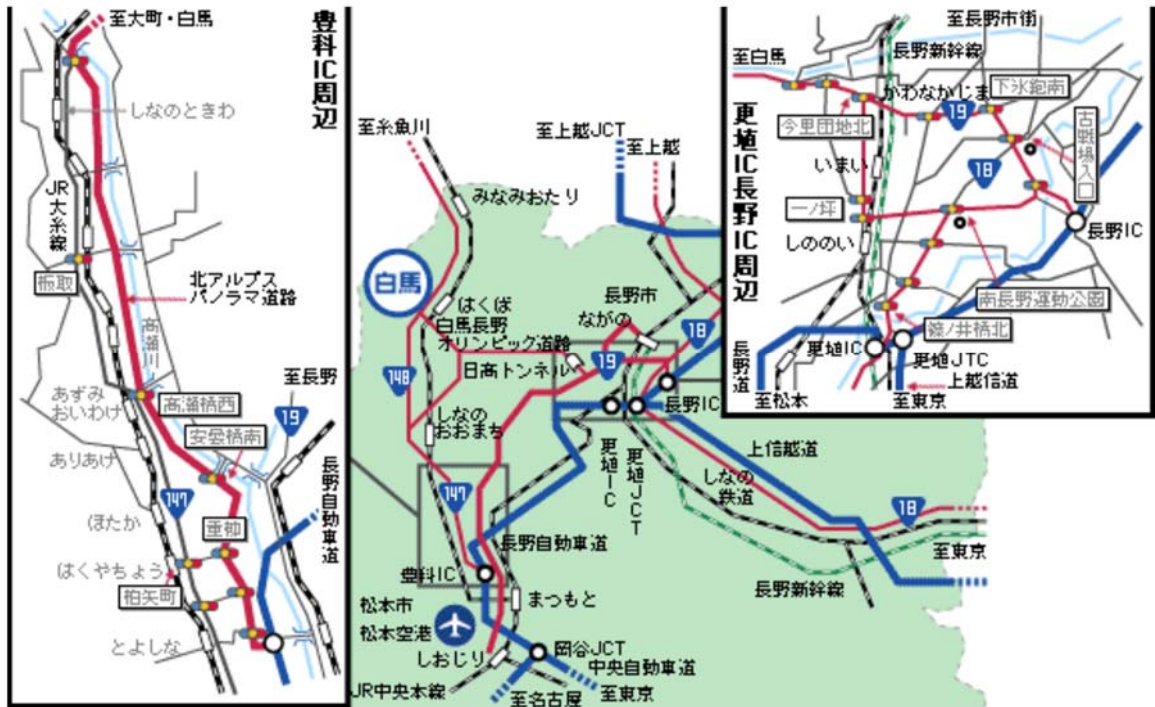 至大町・白馬
豊科IC周辺
しなのときわ
JR大糸線
板取
北アルプス
パノラマ道路
高瀬川
至長野
あずみ
おいわけ
高瀬橋西
19
安曇橋南
ありあけ
147
長野自動車道
ほたか
重柳
はくやちょう
柏矢町
とよしな
至糸魚川
至上越JCT
至上越
みなみおたり
白馬
はくば
長野市
白馬長野
ながの
オリンピック道路
18
日高トンネル
19
148
しなの
おおまち
長野IC
更埴IC
更埴JCT
上信越道
しなの
鉄道
147
18
長野自動車道
至東京
豊科IC
長野新幹線
まつもと
松本市
松本空港
しおじり
岡谷JCT
中央自動車道
JR中央本線
至名古屋
至東京
更埴IC長野IC周辺
至長野市街
長野新幹線
至白馬
かわなかじま
下氷鉋南
19
今里団地北
古戦場入口
いまい
18
一ノ坪
しののい
長野IC
南長野運動公園
篠ノ井橋北
更埴IC
更埴JTC
長野道
上越信道
至松本
至東京